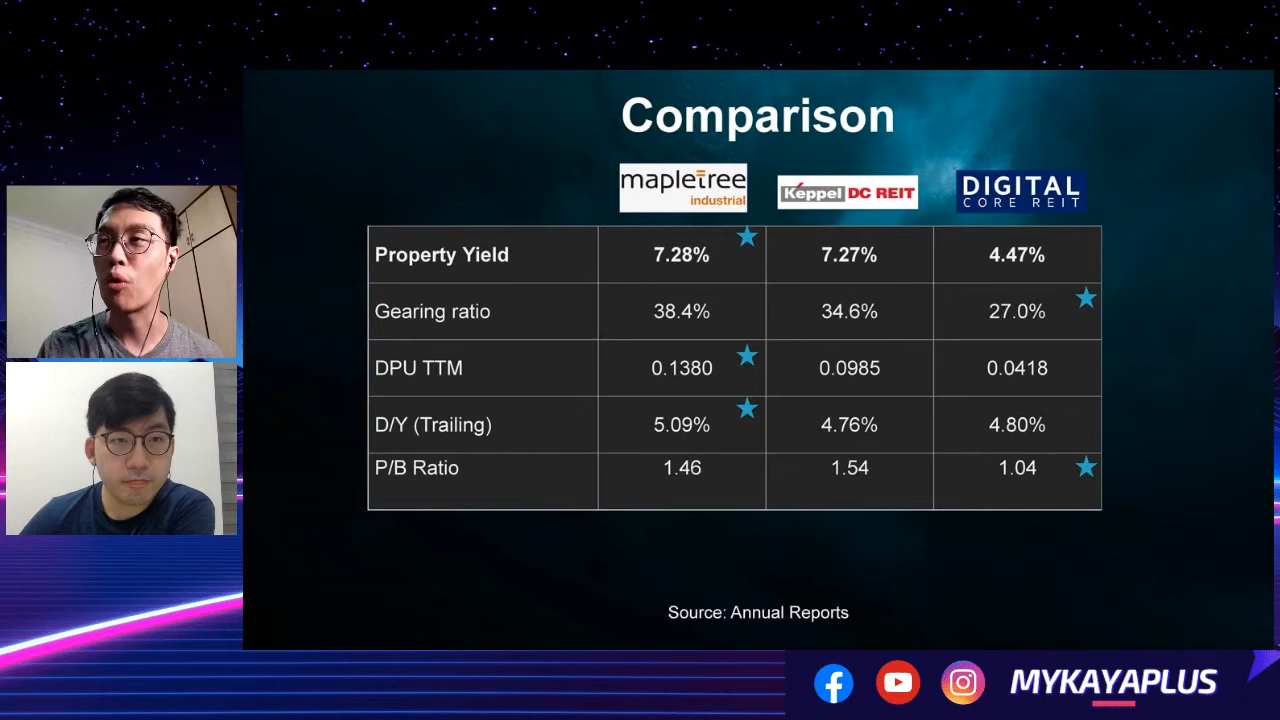 Comparison
mapletree
industrial
Keppel DC REIT
DIGITAL
CORE REIT
Property Yield 7.28% 7.27% 4.47%
Gearing ratio 38.4% 34.6% 27.0%
DPU TTM 0.1380 0.0985 0.0418
D/Y (Trailing) 5.09% 4.76% 4.80%
P/B Ratio 1.46 1.54 1.04
Source: Annual Reports
MYKAYAPLUS